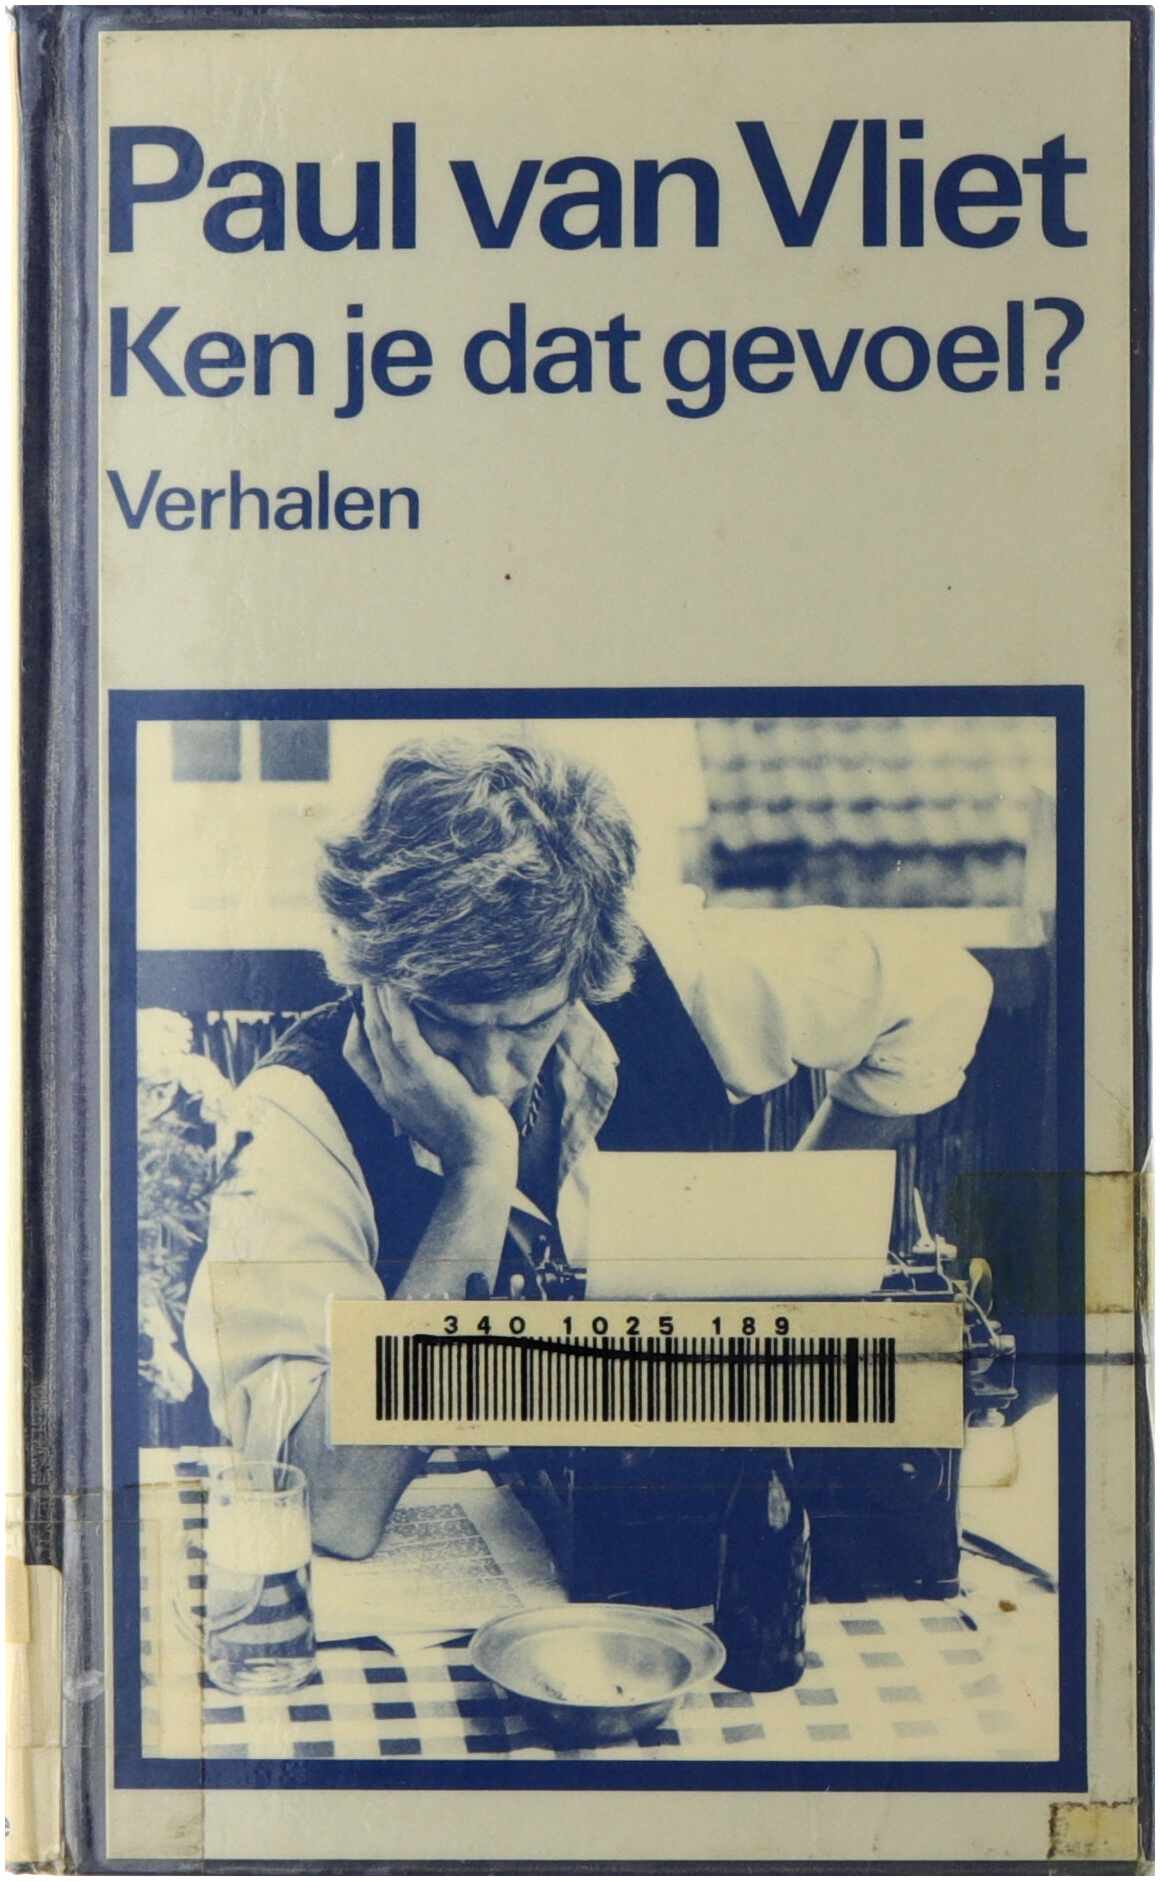 Paul van Vliet
Ken je dat gevoel?
Verhalen
340 1025 189